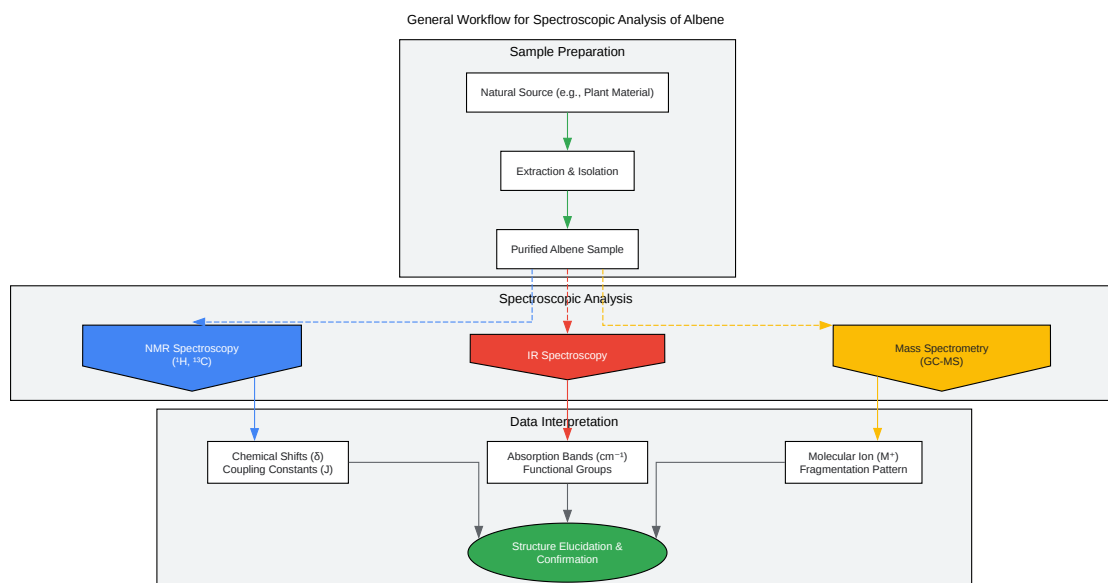 General Workflow for Spectroscopic Analysis of Albene
Sample Preparation
Natural Source (e.g., Plant Material)
Extraction & Isolation
Purified Albene Sample
Spectroscopic Analysis
NMR Spectroscopy
(¹H, ¹³C)
IR Spectroscopy
Mass Spectrometry
(GC-MS)
Data Interpretation
Chemical Shifts (δ)
Coupling Constants (J)
Absorption Bands (cm⁻¹)
Functional Groups
Molecular Ion (M⁺)
Fragmentation Pattern
Structure Elucidation &
Confirmation